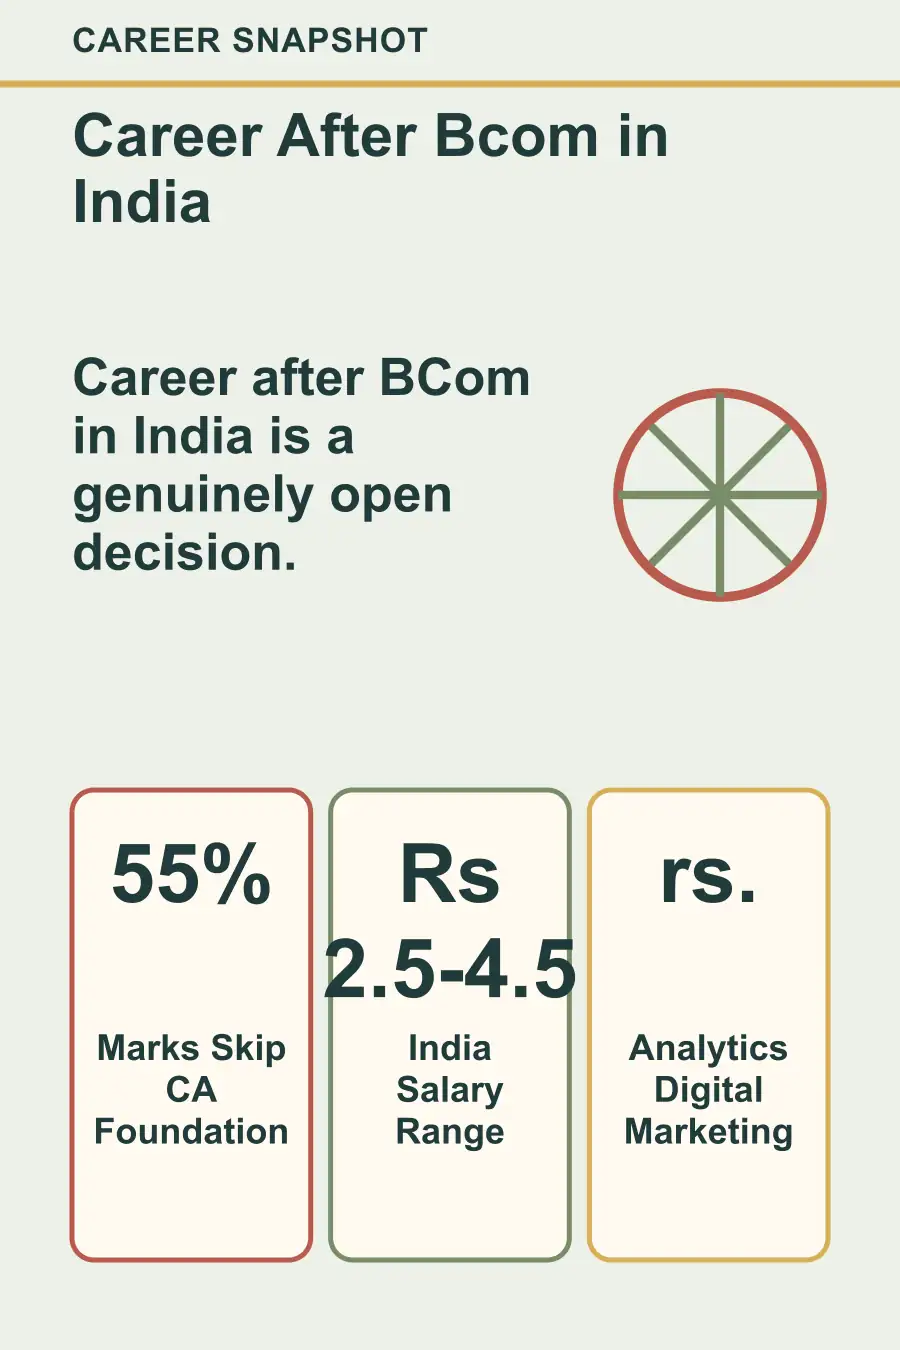 CAREER SNAPSHOT
Career After Bcom in
India
Career after BCom
in India is a
genuinely open
decision.
55%
Marks Skip
CA
Foundation
Rs
2.5-4.5
India
Salary
Range
rs.
Analytics
Digital
Marketing